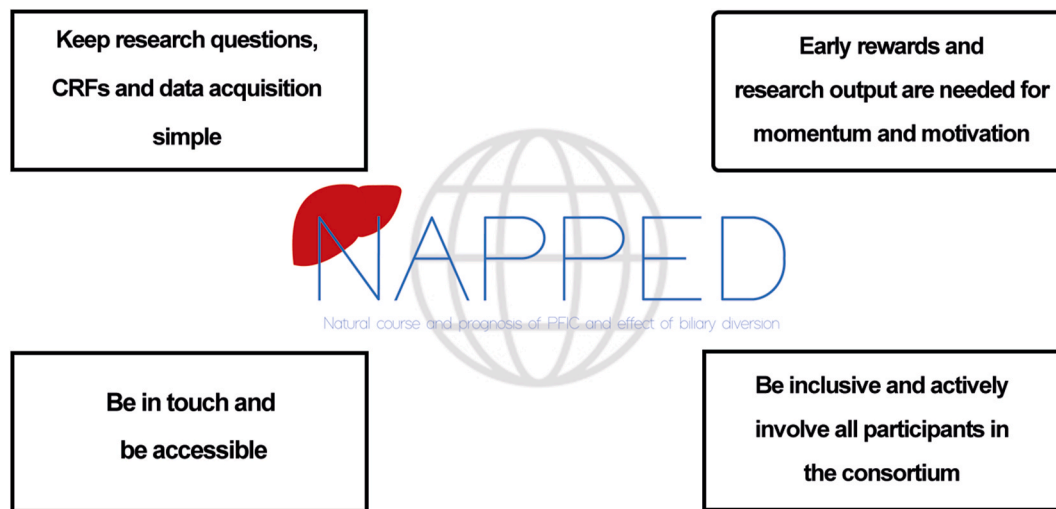 Keep research questions,
CRFs and data acquisition
simple
Early rewards and
research output are needed for
momentum and motivation
NAPPED
Natural course and prognosis of PFIC and effect of biliary diversion
Be in touch and
be accessible
Be inclusive and actively
involve all participants in
the consortium